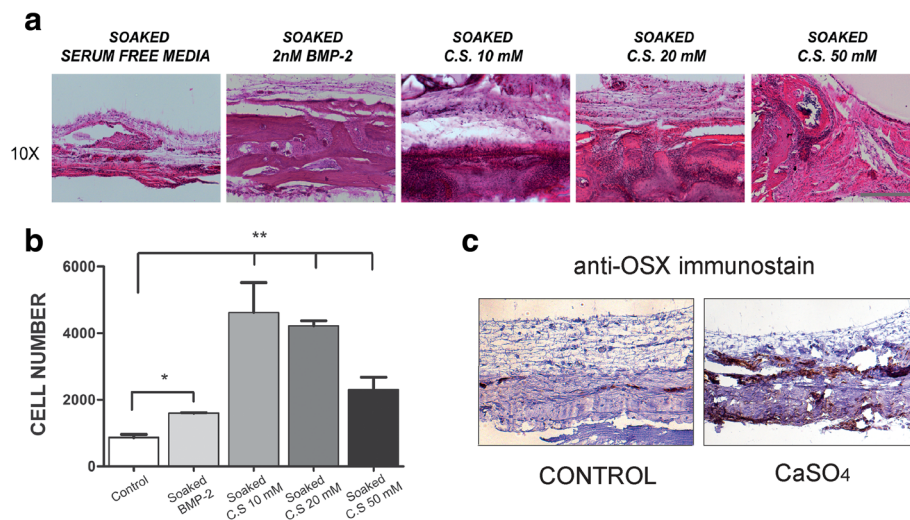 a
SOAKED
SERUM FREE MEDIA
SOAKED
2nM BMP-2
SOAKED
C.S. 10 mM
SOAKED
C.S. 20 mM
SOAKED
C.S. 50 mM
10X
b
**
6000
4000
2000
0
*
CELL NUMBER
Control
Soaked
BMP-2
Soaked
C.S 10 mM
Soaked
C.S 20 mM
Soaked
C.S 50 mM
c
anti-OSX immunostain
CONTROL
CaSO4